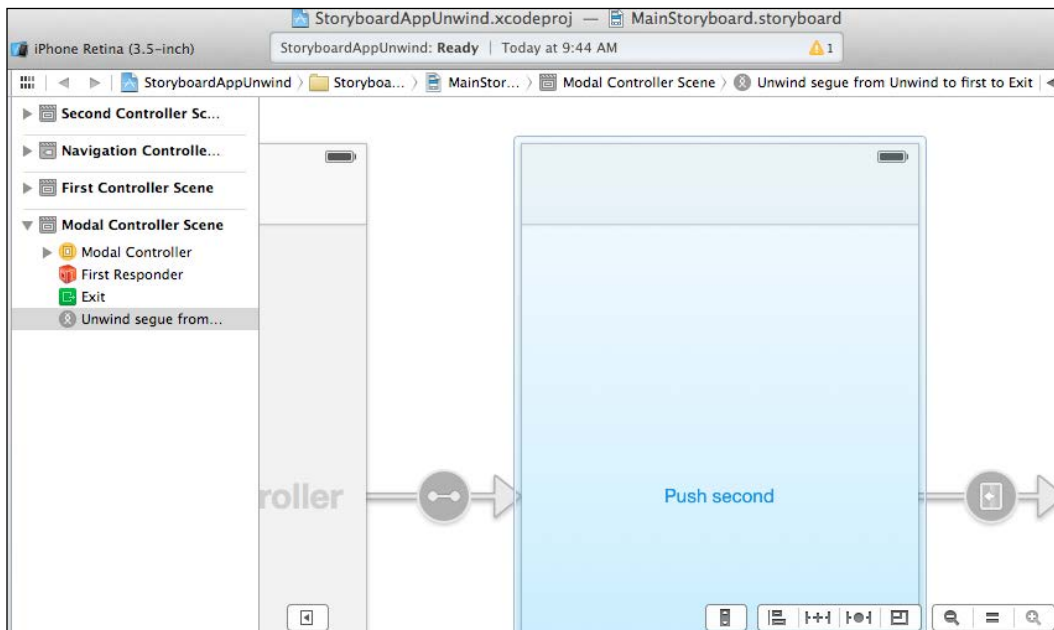 StoryboardAppUnwind.xcodeproj — MainStoryboard.storyboard
iPhone Retina (3.5-inch)
StoryboardAppUnwind: Ready | Today at 9:44 AM
1
StoryboardAppUnwind
Storyboa...
MainStor...
Modal Controller Scene
Unwind segue from Unwind to first to Exit
Second Controller Sc...
Navigation Controlle...
First Controller Scene
Modal Controller Scene
Modal Controller
First Responder
Exit
Unwind segue from...
roller
Push second